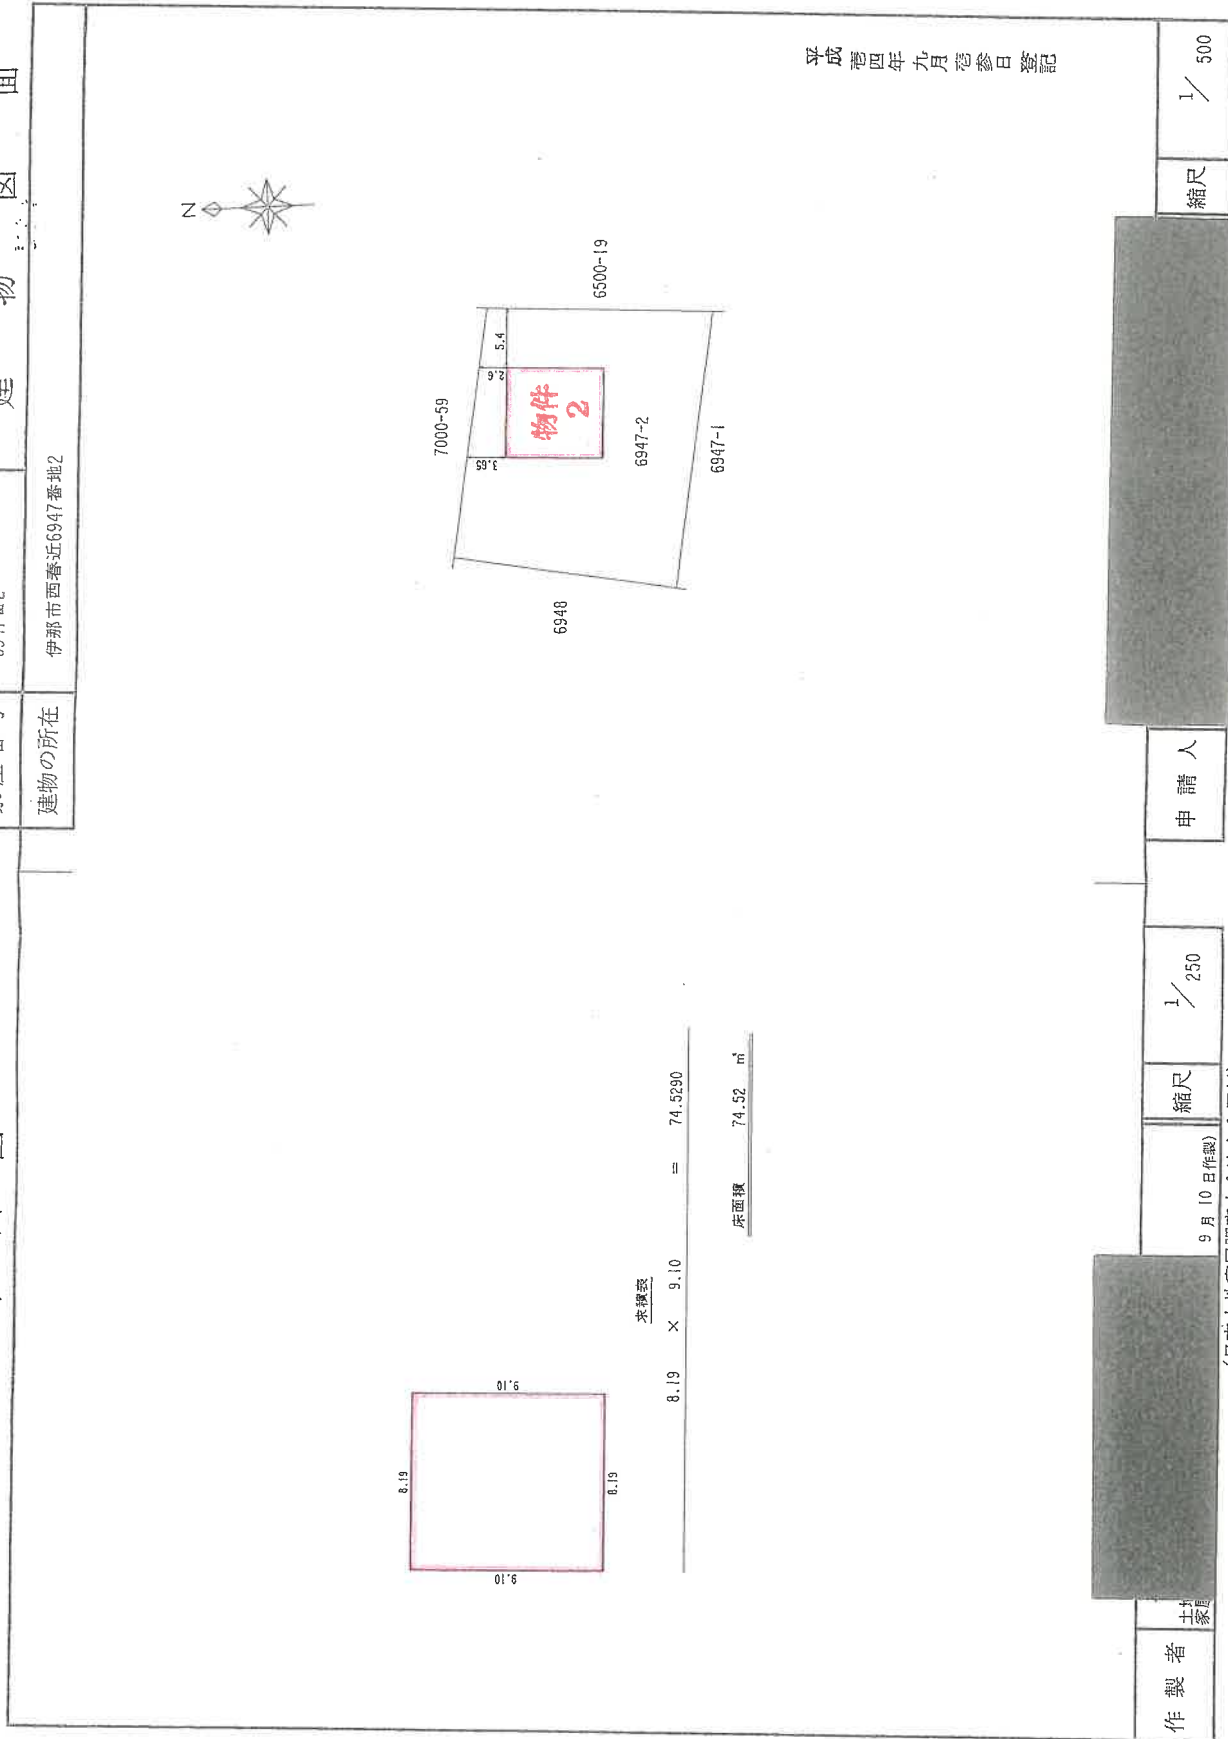 建物図面
建物の所在
伊那市西春近6947番地2
平成壱四年九月壱参日登記
N
7000-59
6500-19
3.65
2.6
5.4
物件
2
6948
6947-2
6947-1
8.19
9.10
9.10
8.19
求積表
8.19 × 9.10 = 74.5290
床面積 74.52 ㎡
作製者
9月10日作製)
縮尺
1/250
申請人
縮尺
1/500